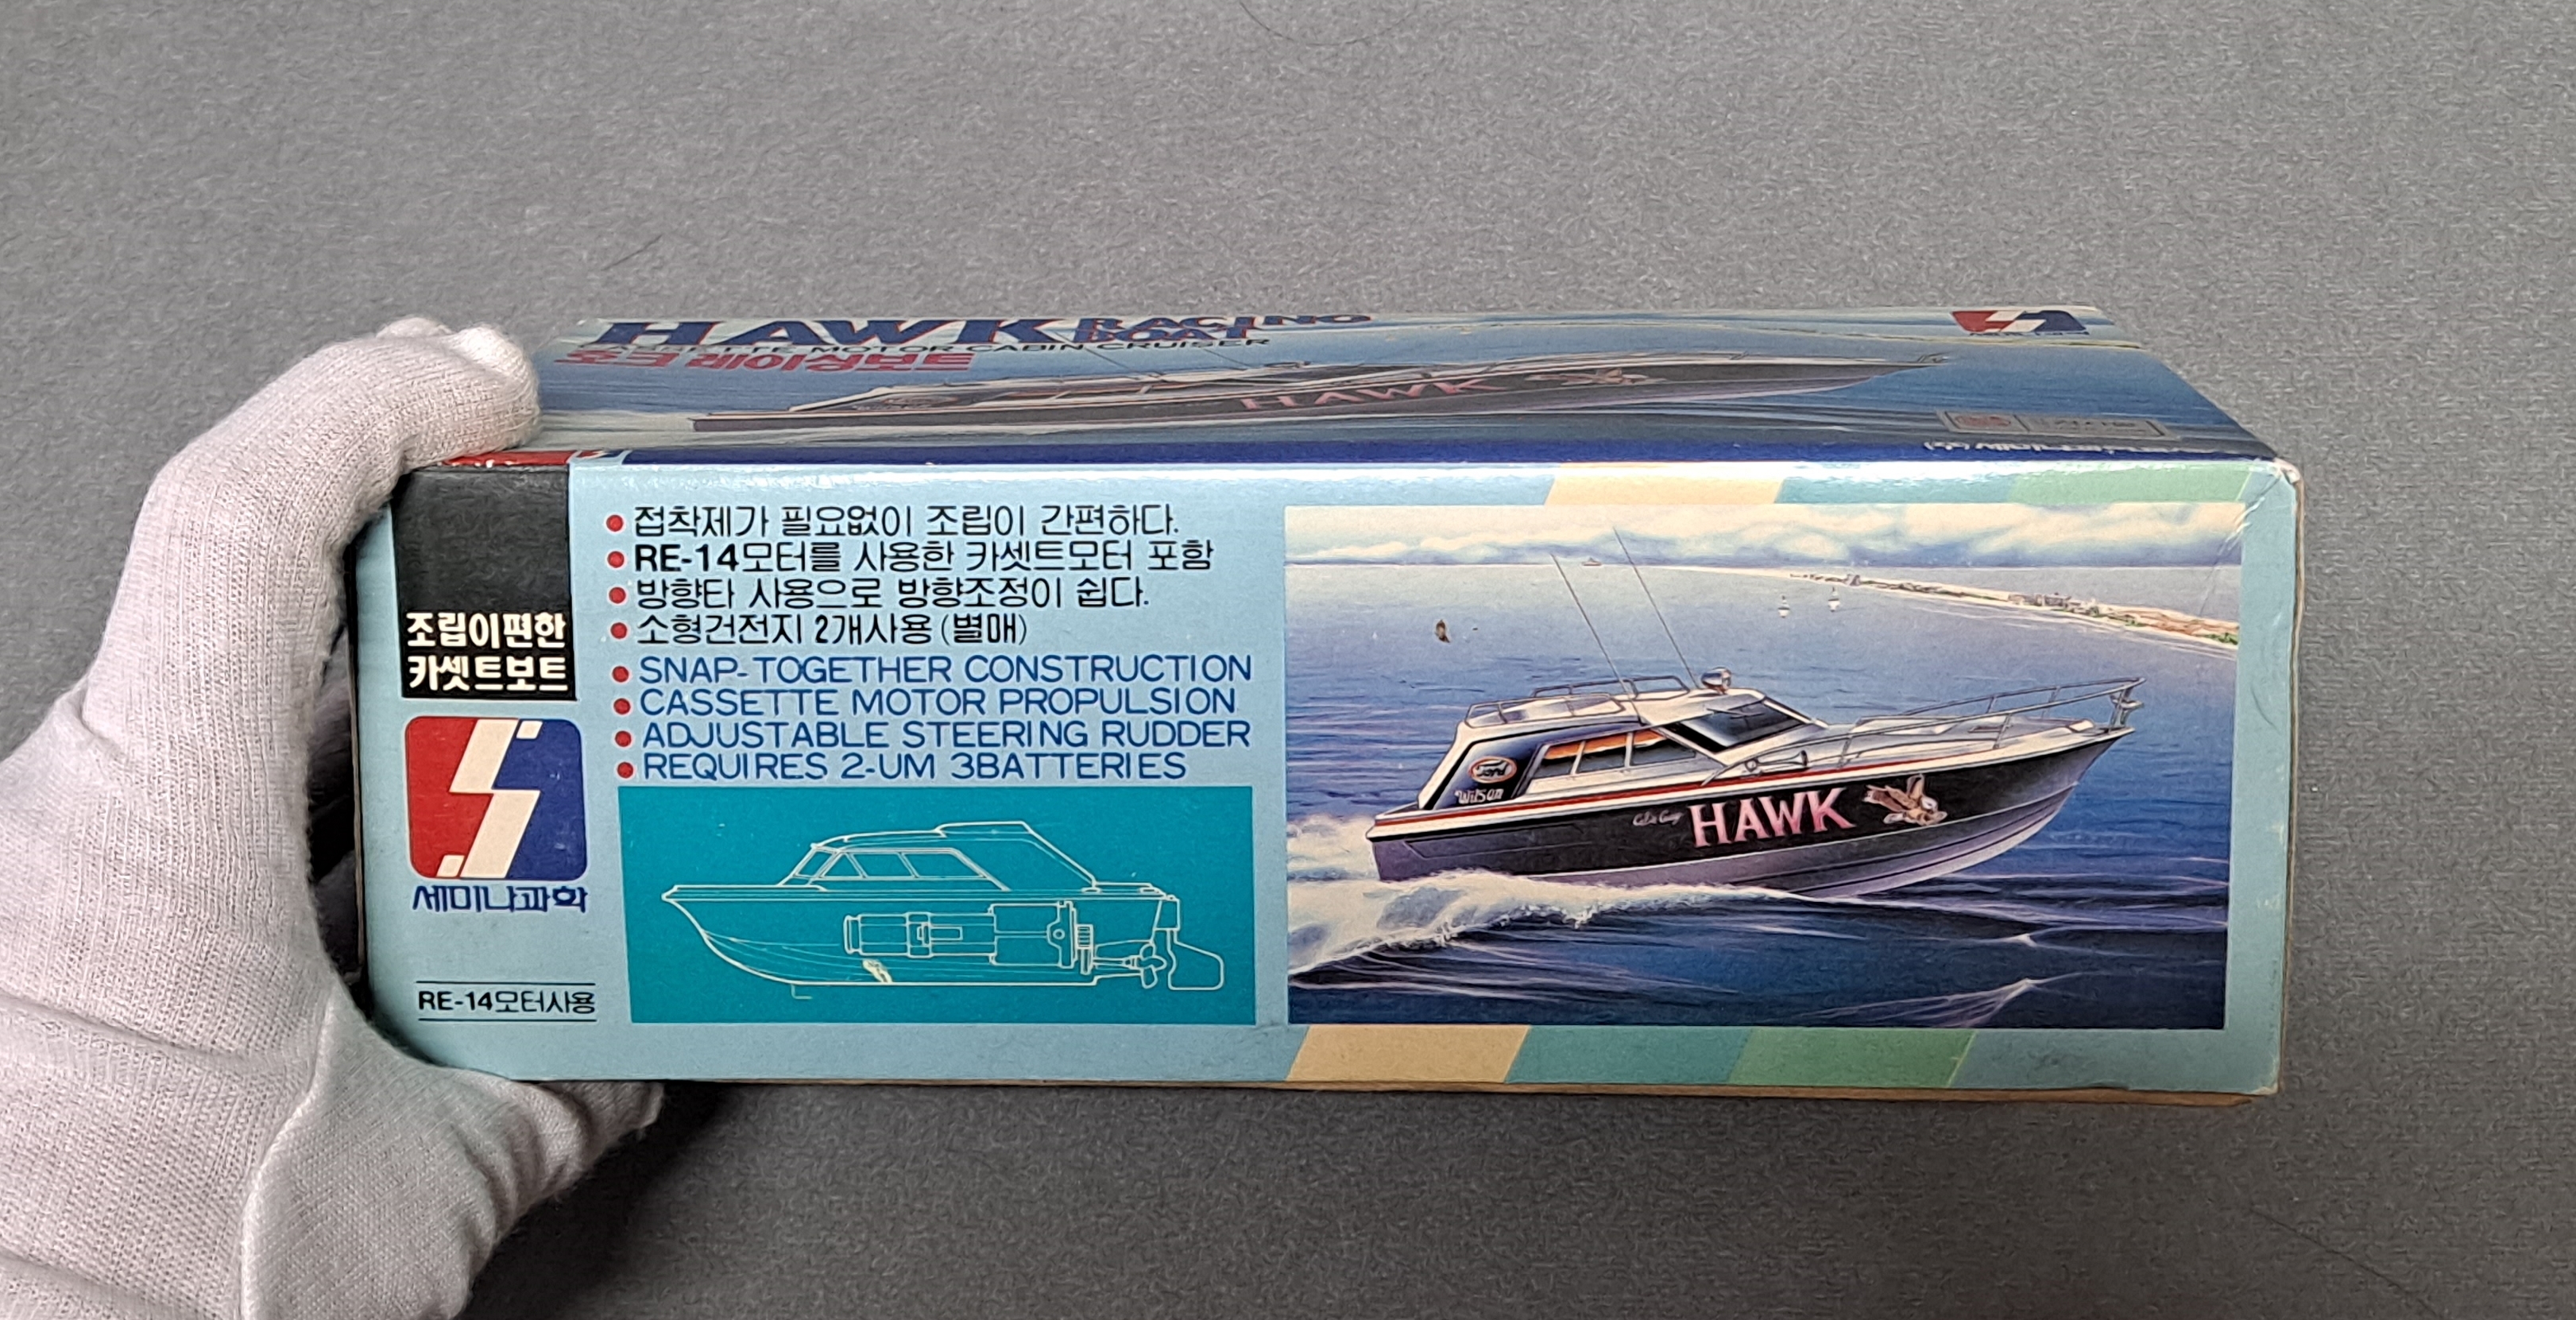 HAWK RACING BOAT
CASSETTE MOTOR CABIN CRUISER
호크 레이싱보트
HAWK
조립이편한
카셋트보트
세미나과학
RE-14모터사용
접착제가 필요없이 조립이 간편하다.
RE-14모터를 사용한 카셋트모터 포함
방향타 사용으로 방향조정이 쉽다.
소형건전지 2개사용(별매)
SNAP-TOGETHER CONSTRUCTION
CASSETTE MOTOR PROPULSION
ADJUSTABLE STEERING RUDDER
REQUIRES 2-UM 3BATTERIES
Ford
Wilson
HAWK